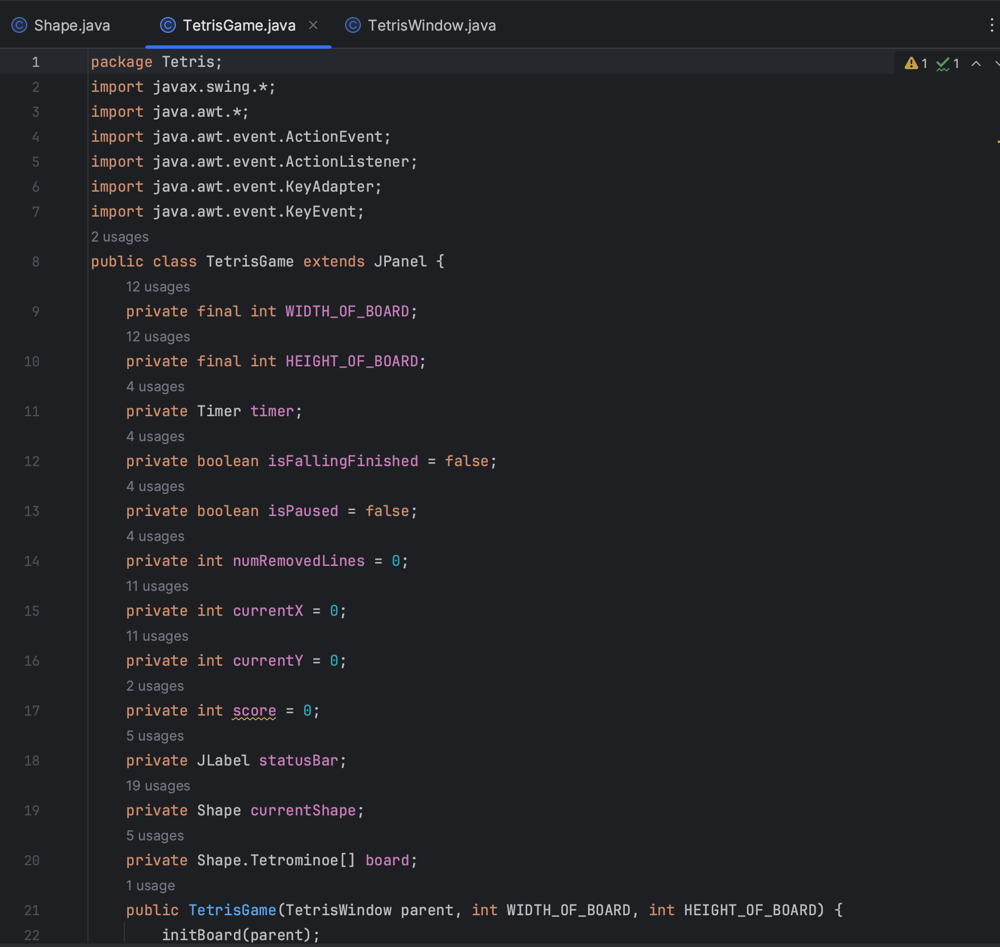 Shape.java TetrisGame.java TetrisWindow.java
1 package Tetris; 1 1
2 import javax.swing.*;
3 import java.awt.*;
4 import java.awt.event.ActionEvent;
5 import java.awt.event.ActionListener;
6 import java.awt.event.KeyAdapter;
7 import java.awt.event.KeyEvent;
2 usages
8 public class TetrisGame extends JPanel {
12 usages
9 private final int WIDTH_OF_BOARD;
12 usages
10 private final int HEIGHT_OF_BOARD;
4 usages
11 private Timer timer;
4 usages
12 private boolean isFallingFinished = false;
4 usages
13 private boolean isPaused = false;
4 usages
14 private int numRemovedLines = 0;
11 usages
15 private int currentX = 0;
11 usages
16 private int currentY = 0;
2 usages
17 private int score = 0;
5 usages
18 private JLabel statusBar;
19 usages
19 private Shape currentShape;
5 usages
20 private Shape.Tetrominoe[] board;
1 usage
21 public TetrisGame(TetrisWindow parent, int WIDTH_OF_BOARD, int HEIGHT_OF_BOARD) {
22 initBoard(parent);